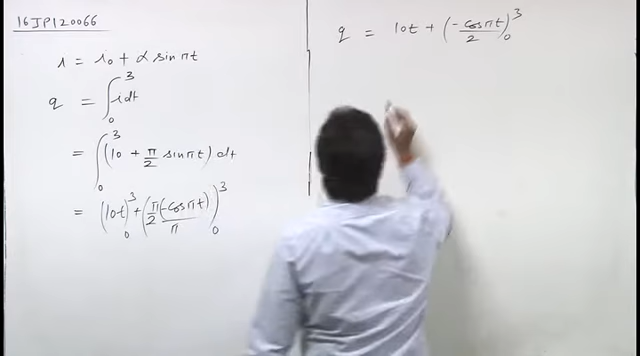 16JP120066
i = i₀ + α sin πt
q = ∫₀³ i dt
= ∫₀³ (10 + π/2 sin πt) dt
= (10t)₀³ + (π/2 (-cos πt)/π)₀³
q = 10t + (-cos πt/2)₀³